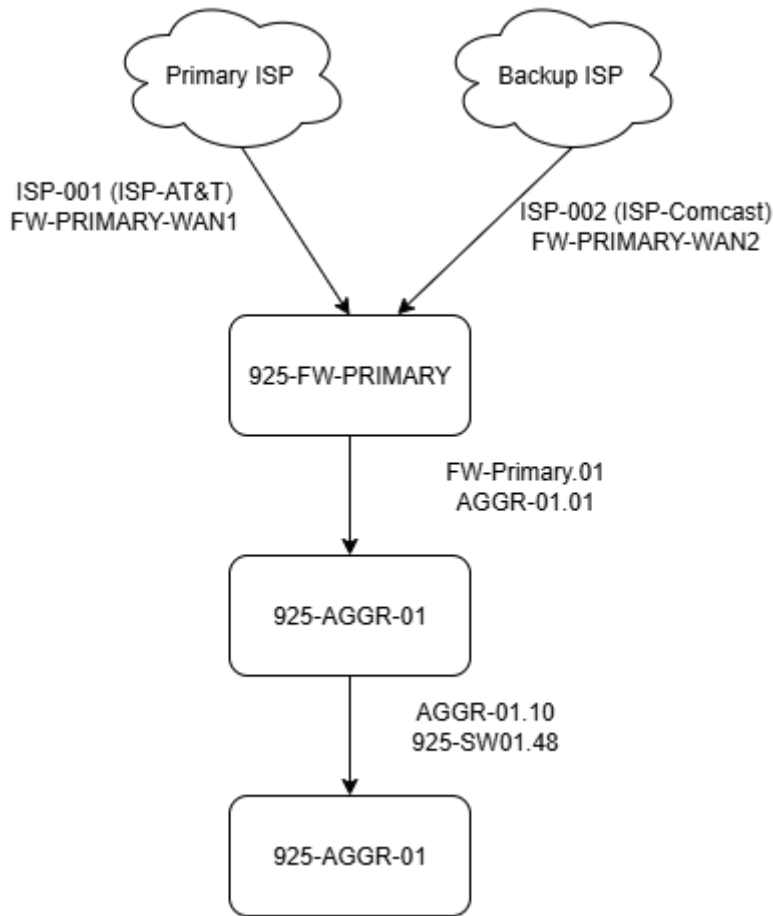 Primary ISP
Backup ISP
ISP-001 (ISP-AT&T)
FW-PRIMARY-WAN1
ISP-002 (ISP-Comcast)
FW-PRIMARY-WAN2
925-FW-PRIMARY
FW-Primary.01
AGGR-01.01
925-AGGR-01
AGGR-01.10
925-SW01.48
925-AGGR-01